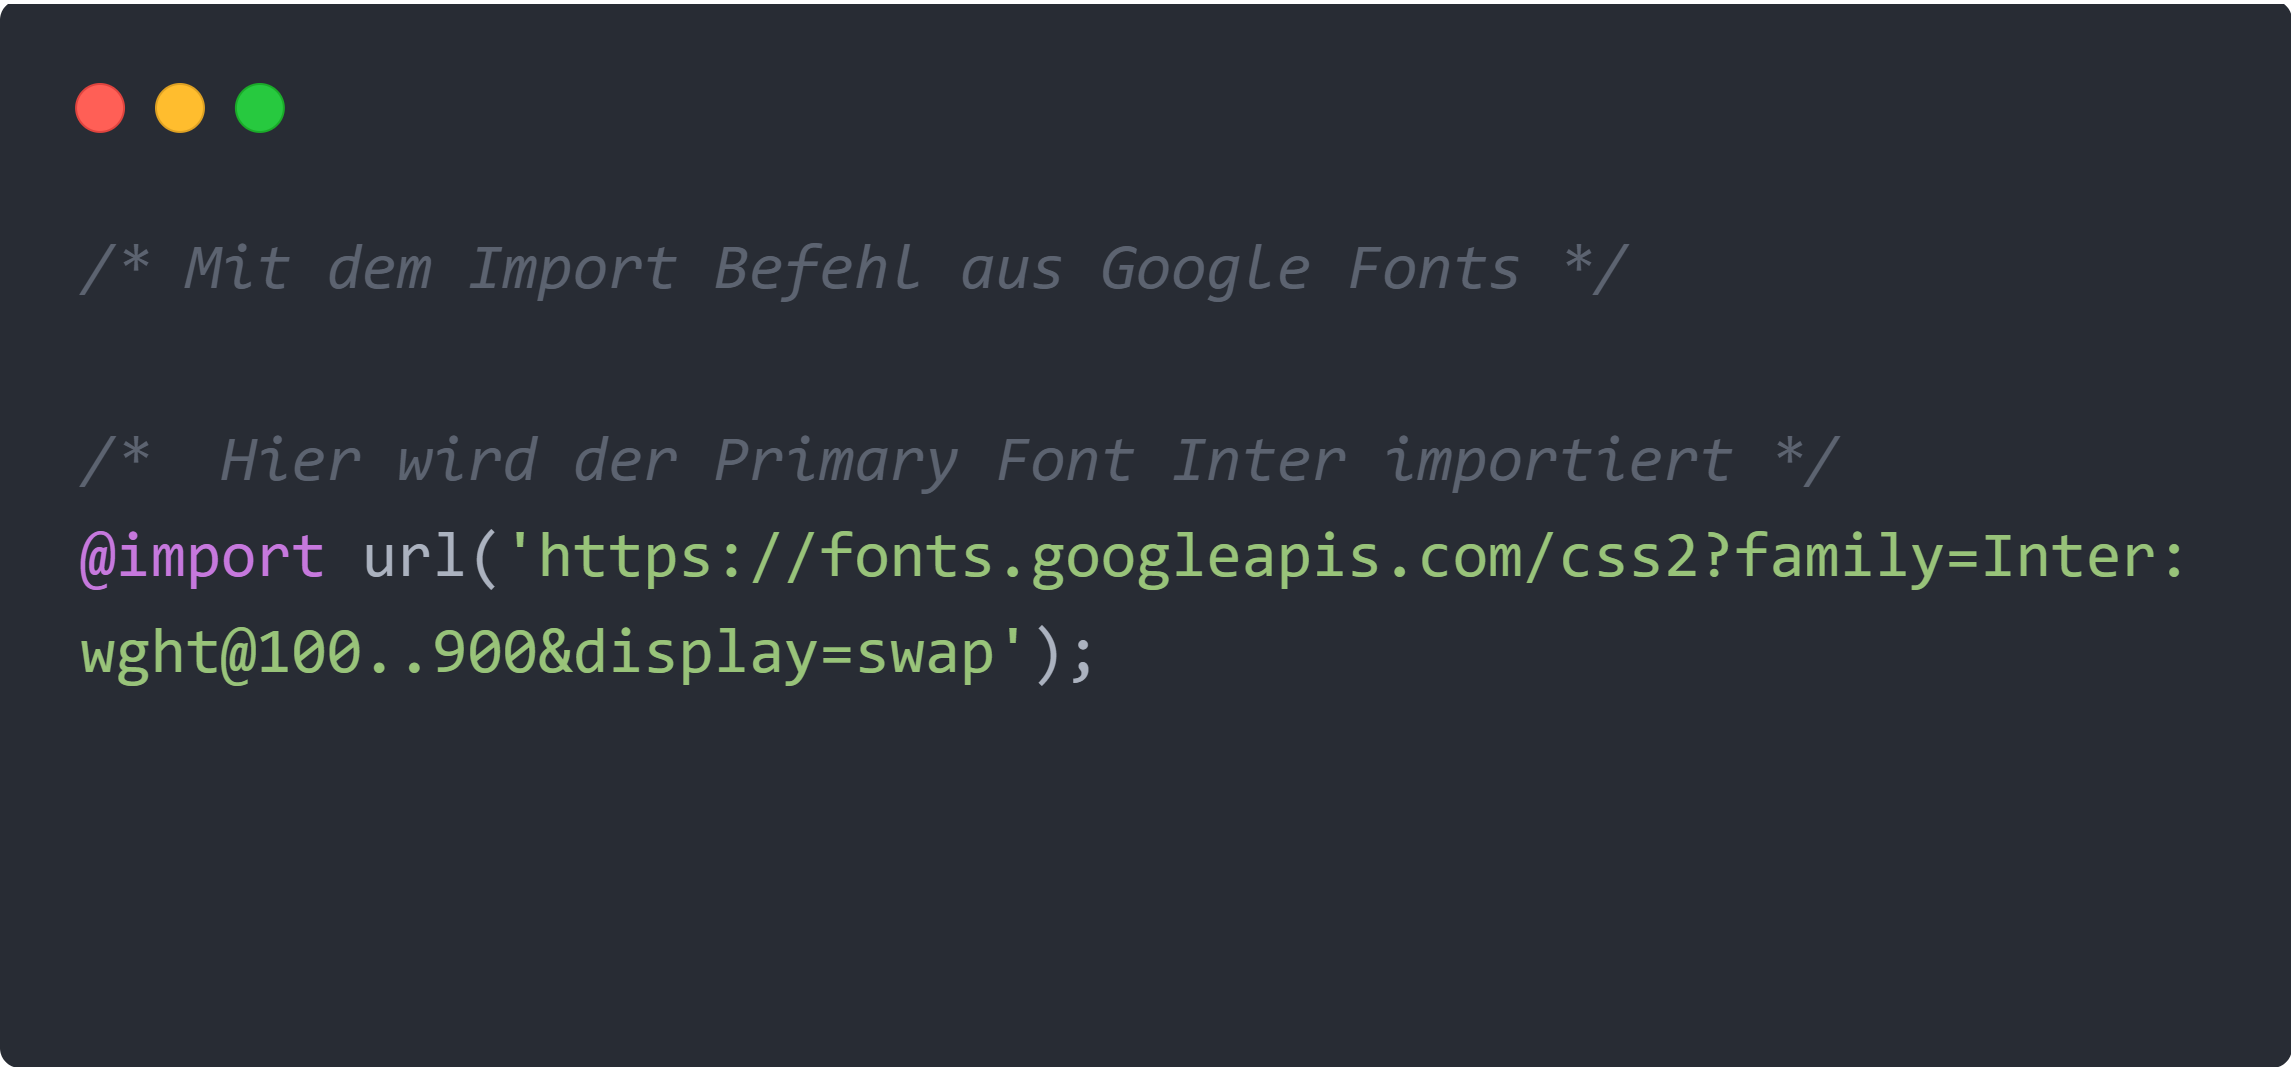 /* Mit dem Import Befehl aus Google Fonts */
/*  Hier wird der Primary Font Inter importiert */
@import url('https://fonts.googleapis.com/css2?family=Inter:
wght@100..900&display=swap');